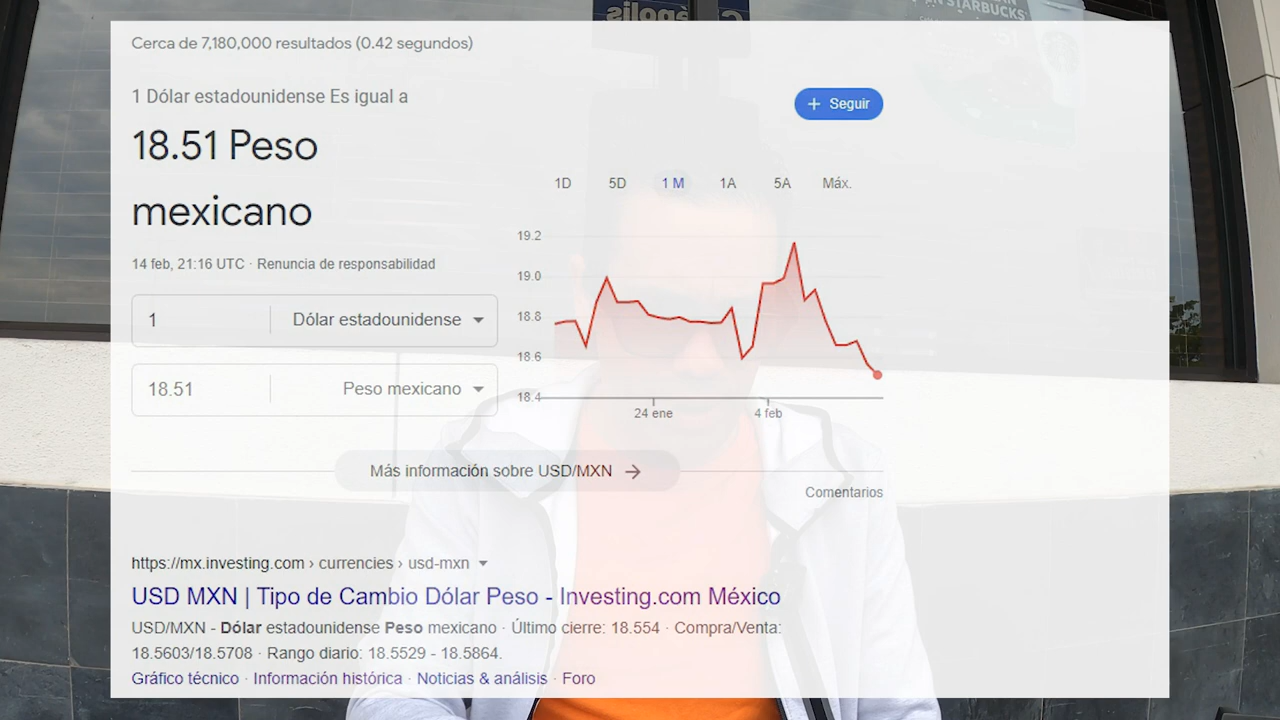 STARBUCKS
Cerca de 7,180,000 resultados (0.42 segundos)
1 Dólar estadounidense Es igual a
18.51 Peso
mexicano
14 feb, 21:16 UTC · Renuncia de responsabilidad
1 Dólar estadounidense
18.51 Peso mexicano
+ Seguir
1D 5D 1 M 1A 5A Máx.
19.2
19.0
18.8
18.6
18.4
24 ene 4 feb
Más información sobre USD/MXN →
Comentarios
https://mx.investing.com › currencies › usd-mxn
USD MXN | Tipo de Cambio Dólar Peso - Investing.com México
USD/MXN - Dólar estadounidense Peso mexicano · Último cierre: 18.554 · Compra/Venta:
18.5603/18.5708 · Rango diario: 18.5529 - 18.5864.
Gráfico técnico · Información histórica · Noticias & análisis · Foro